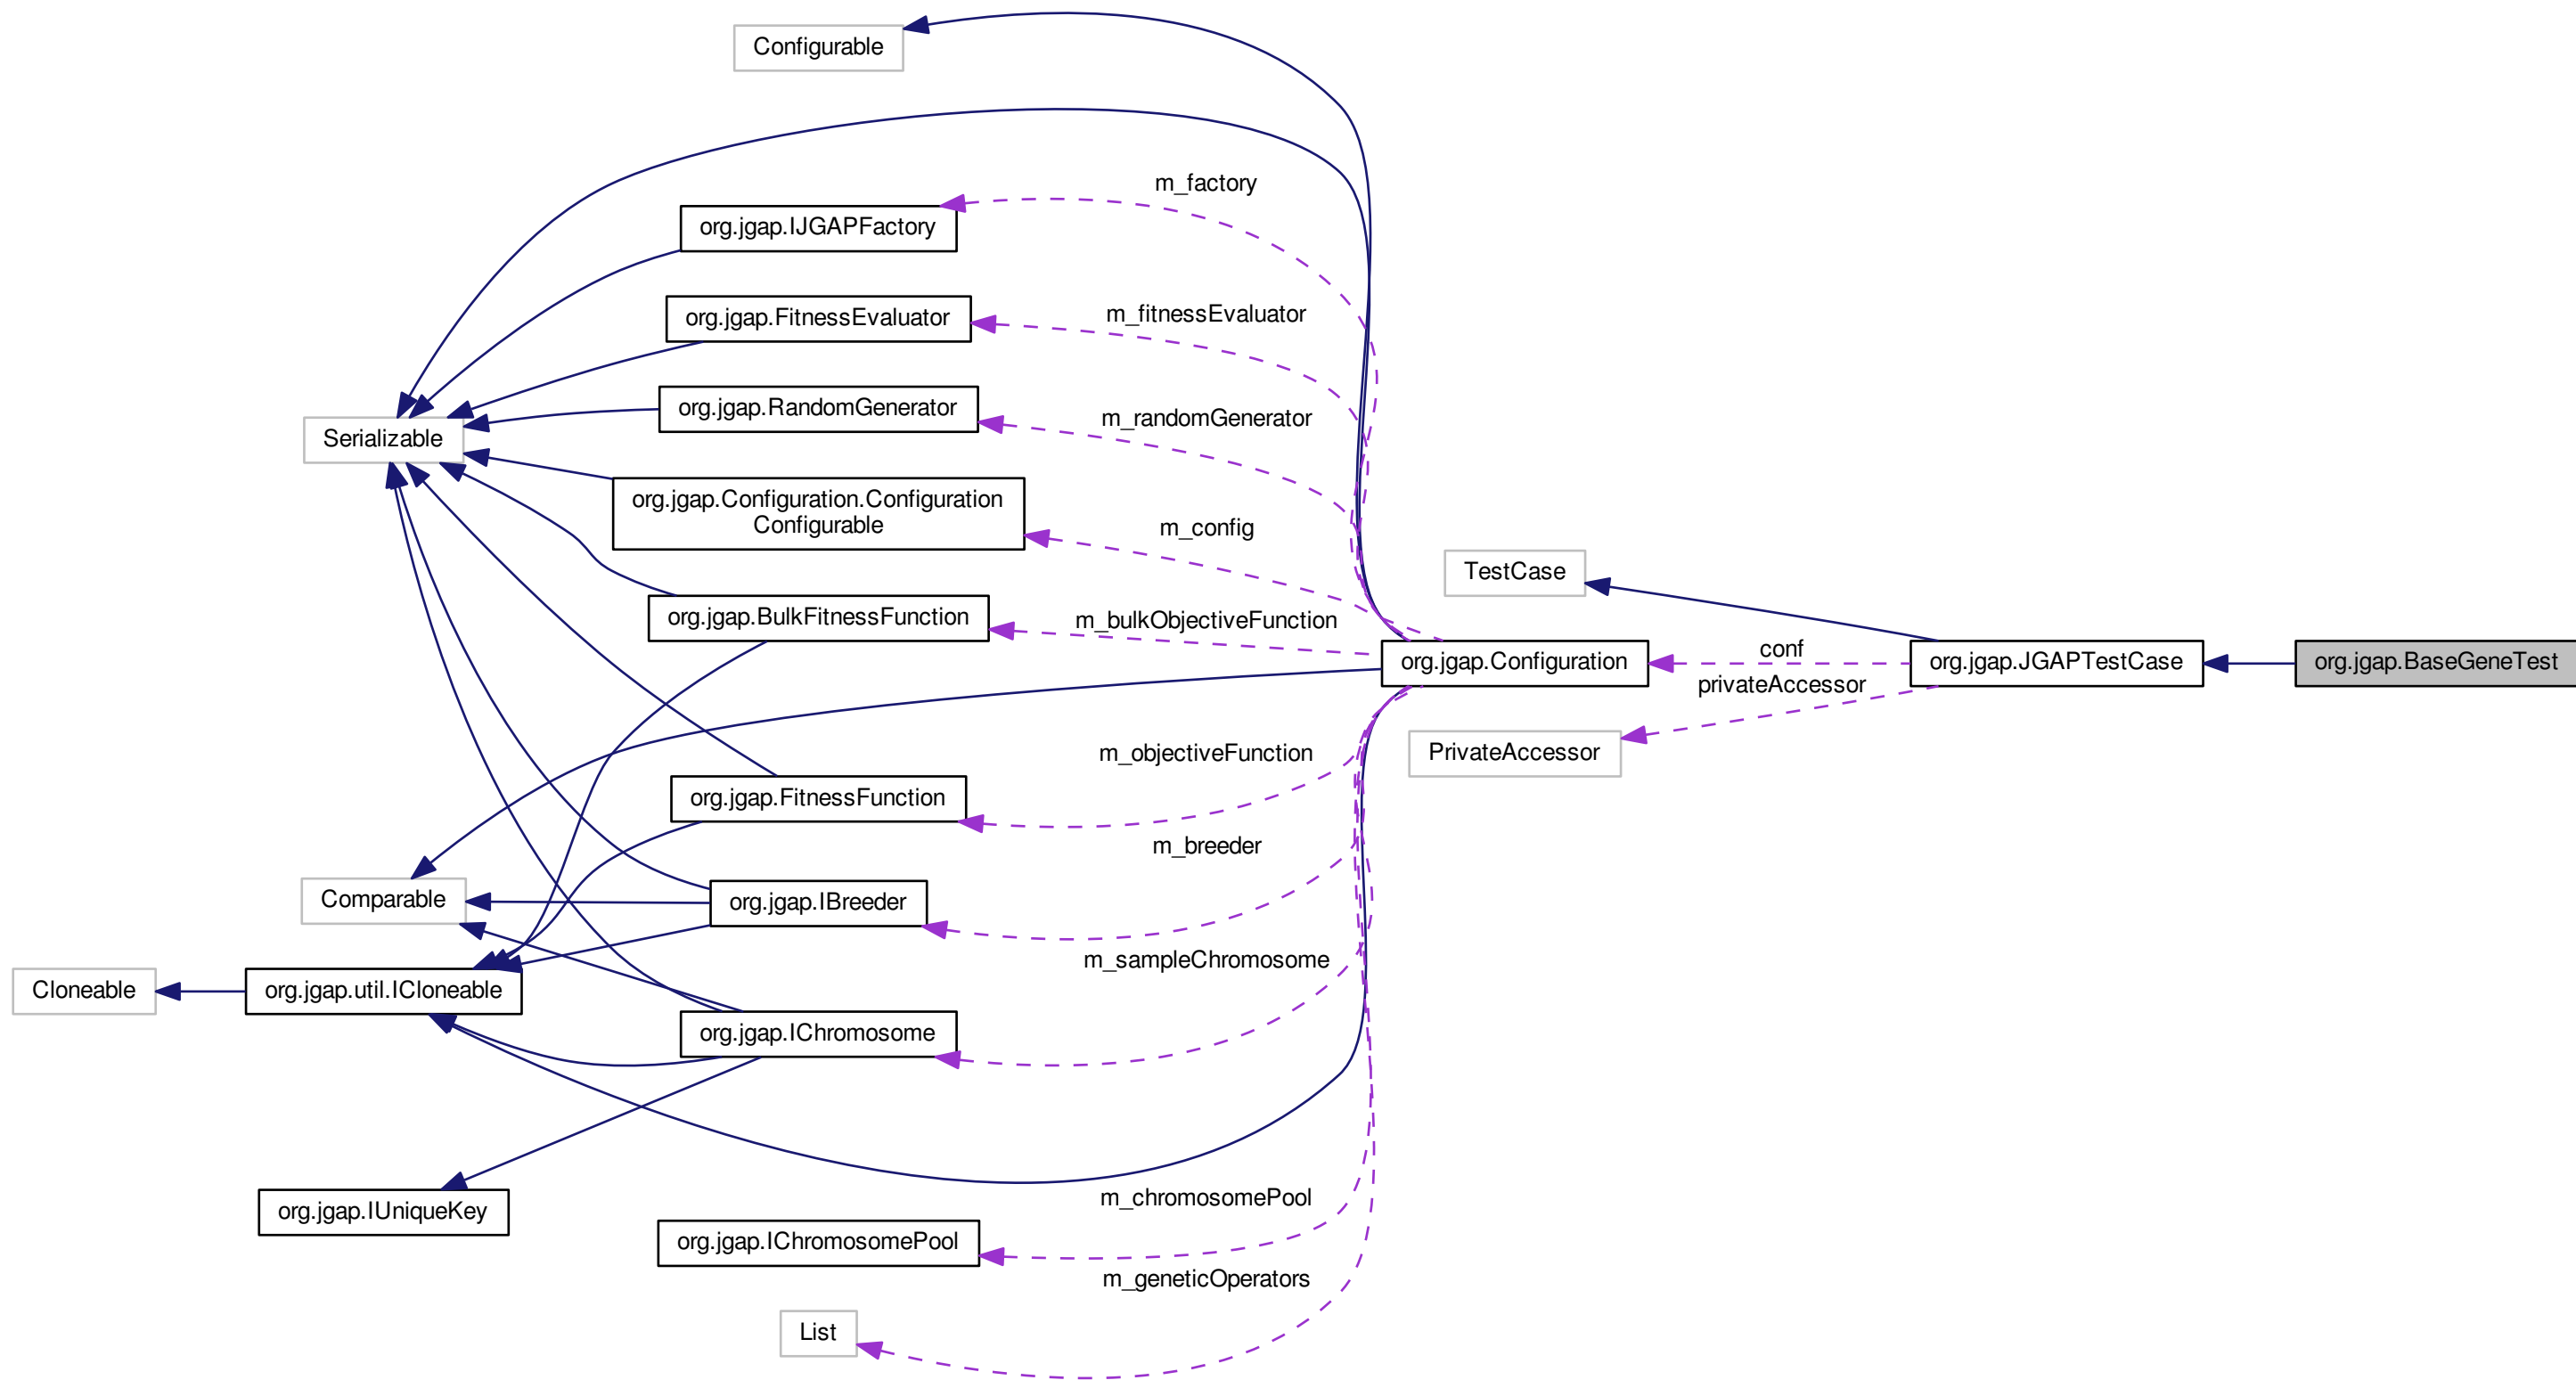 Configurable
m_factory
org.jgap.IJGAPFactory
m_fitnessEvaluator
org.jgap.FitnessEvaluator
m_randomGenerator
org.jgap.RandomGenerator
Serializable
org.jgap.Configuration.Configuration
Configurable
m_config
TestCase
org.jgap.BulkFitnessFunction
m_bulkObjectiveFunction
org.jgap.Configuration
conf
org.jgap.JGAPTestCase
org.jgap.BaseGeneTest
privateAccessor
PrivateAccessor
m_objectiveFunction
org.jgap.FitnessFunction
m_breeder
Comparable
org.jgap.IBreeder
m_sampleChromosome
Cloneable
org.jgap.util.ICloneable
org.jgap.IChromosome
m_chromosomePool
org.jgap.IUniqueKey
org.jgap.IChromosomePool
m_geneticOperators
List